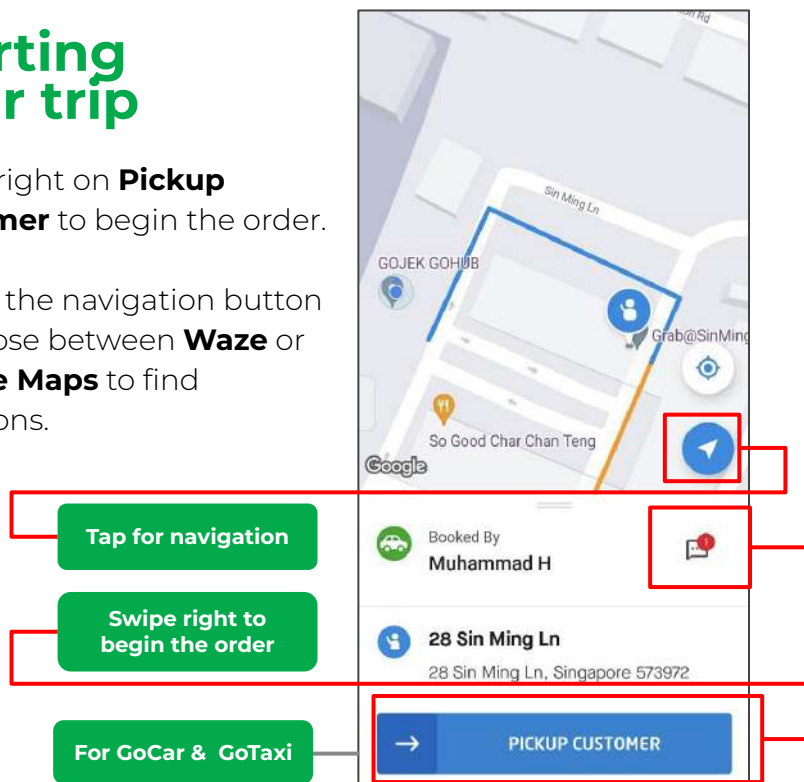 rting
r trip
right on Pickup
mer to begin the order.
the navigation button
ose between Waze or
e Maps to find
ons.
Tap for navigation
Swipe right to
begin the order
For GoCar & GoTaxi
Sin Ming Ln
GOJEK GOHUB
Grab@SinMing
So Good Char Chan Teng
Google
Booked By
Muhammad H
1
28 Sin Ming Ln
28 Sin Ming Ln, Singapore 573972
PICKUP CUSTOMER